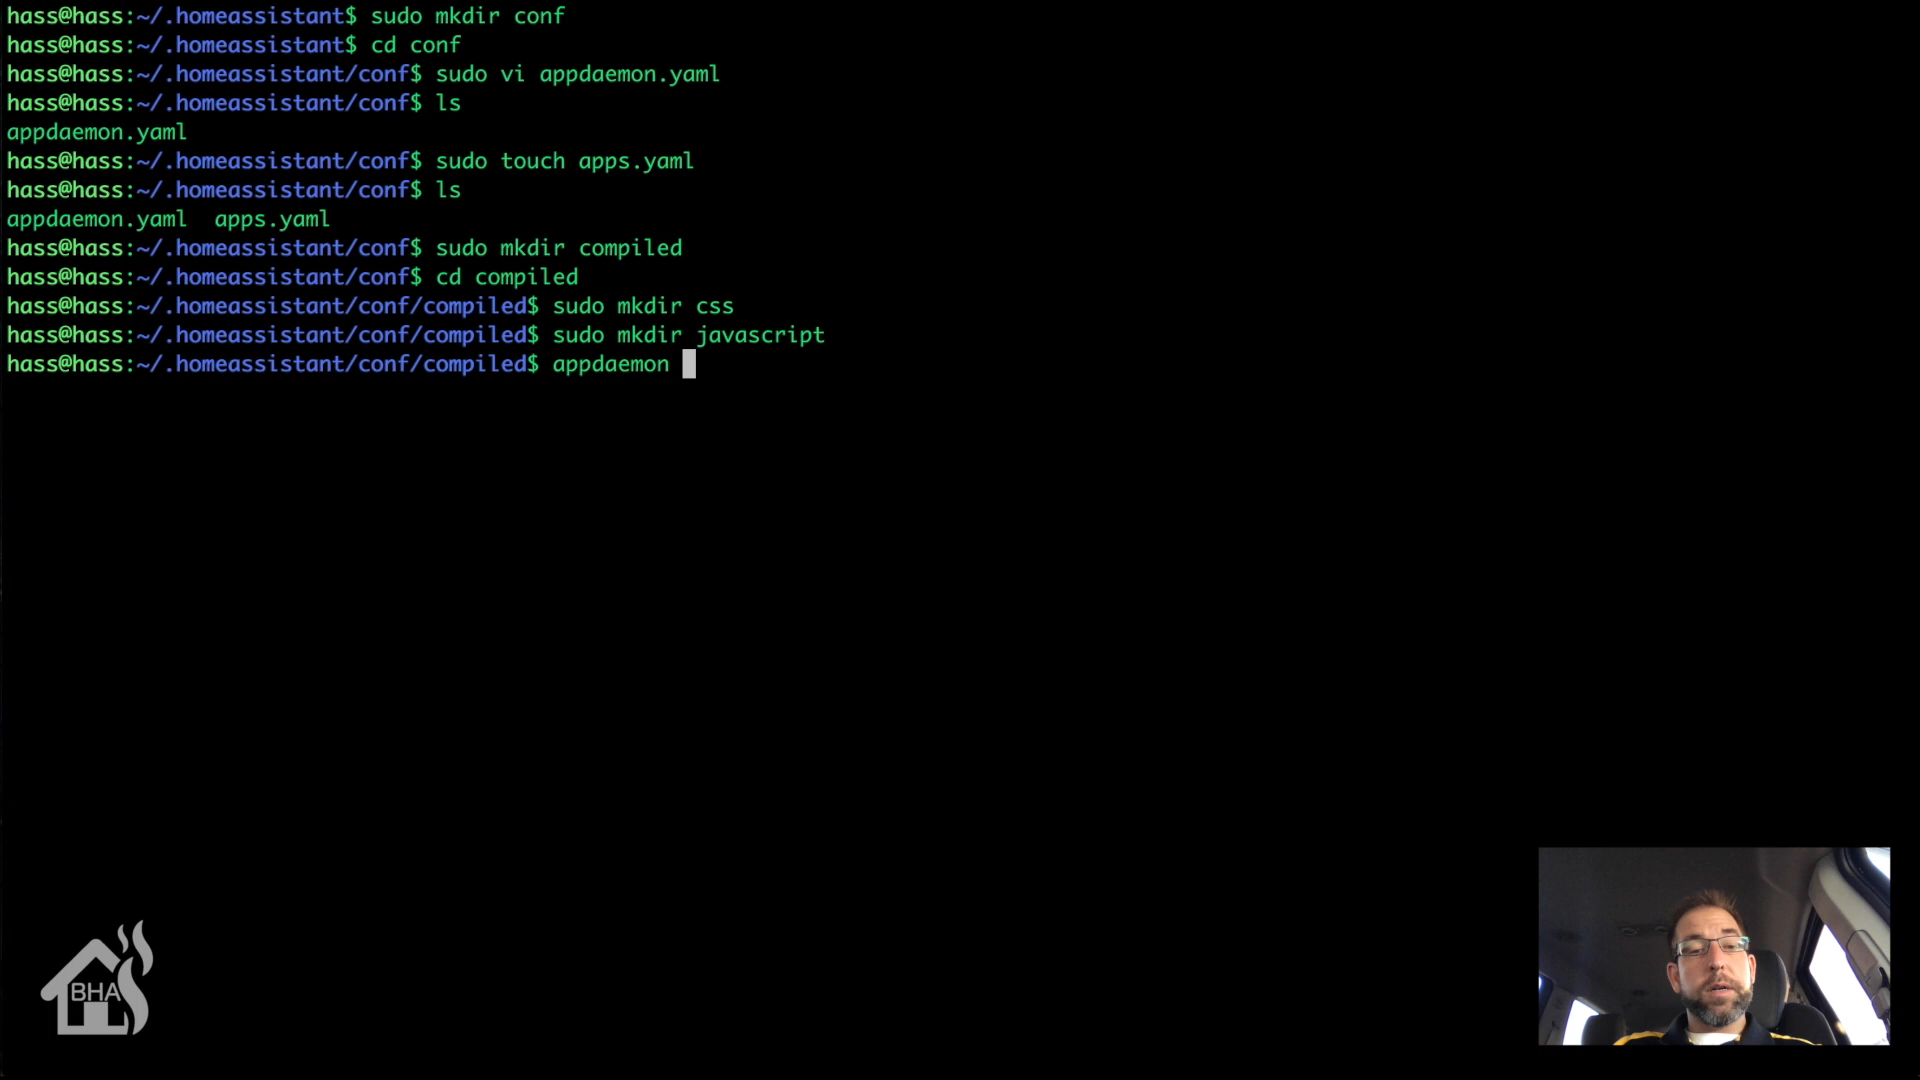 hass@hass:~/.homeassistant$ sudo mkdir conf
hass@hass:~/.homeassistant$ cd conf
hass@hass:~/.homeassistant/conf$ sudo vi appdaemon.yaml
hass@hass:~/.homeassistant/conf$ ls
appdaemon.yaml
hass@hass:~/.homeassistant/conf$ sudo touch apps.yaml
hass@hass:~/.homeassistant/conf$ ls
appdaemon.yaml  apps.yaml
hass@hass:~/.homeassistant/conf$ sudo mkdir compiled
hass@hass:~/.homeassistant/conf$ cd compiled
hass@hass:~/.homeassistant/conf/compiled$ sudo mkdir css
hass@hass:~/.homeassistant/conf/compiled$ sudo mkdir javascript
hass@hass:~/.homeassistant/conf/compiled$ appdaemon
BHA